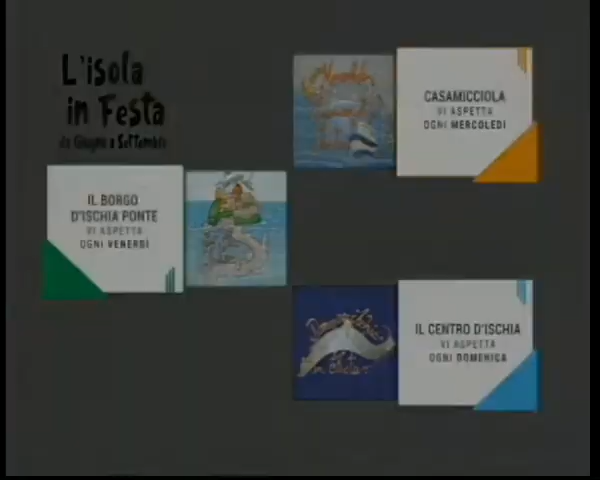 L'isola
in Festa
da Giugno a Settembre
CASAMICCIOLA
VI ASPETTA
OGNI MERCOLEDÌ
IL BORGO
D'ISCHIA PONTE
VI ASPETTA
OGNI VENERDÌ
IL CENTRO D'ISCHIA
VI ASPETTA
OGNI DOMENICA